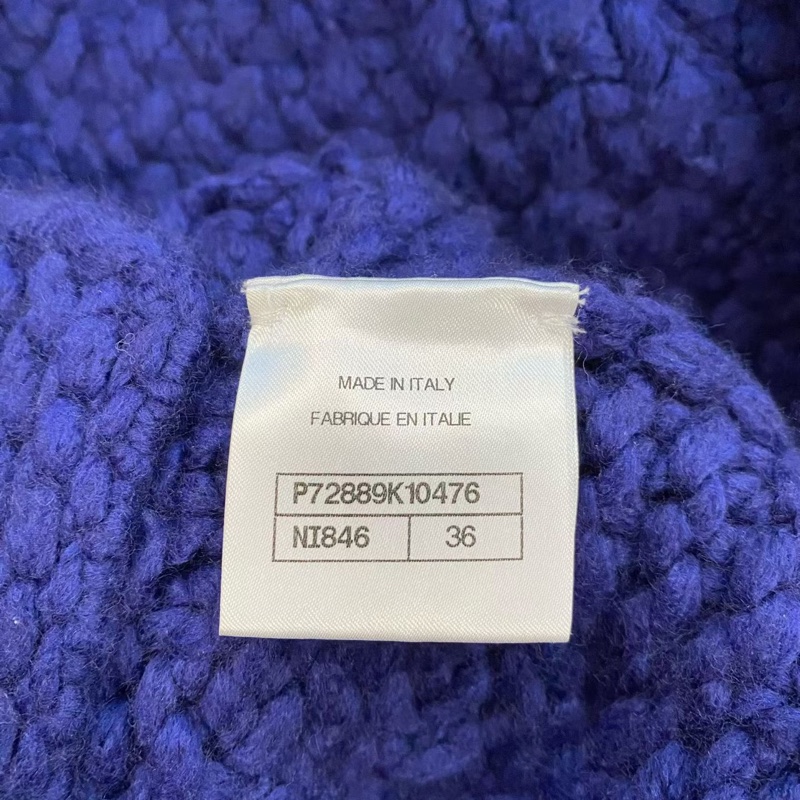 MADE IN ITALY
FABRIQUE EN ITALIE
P72889K10476
NI846 36